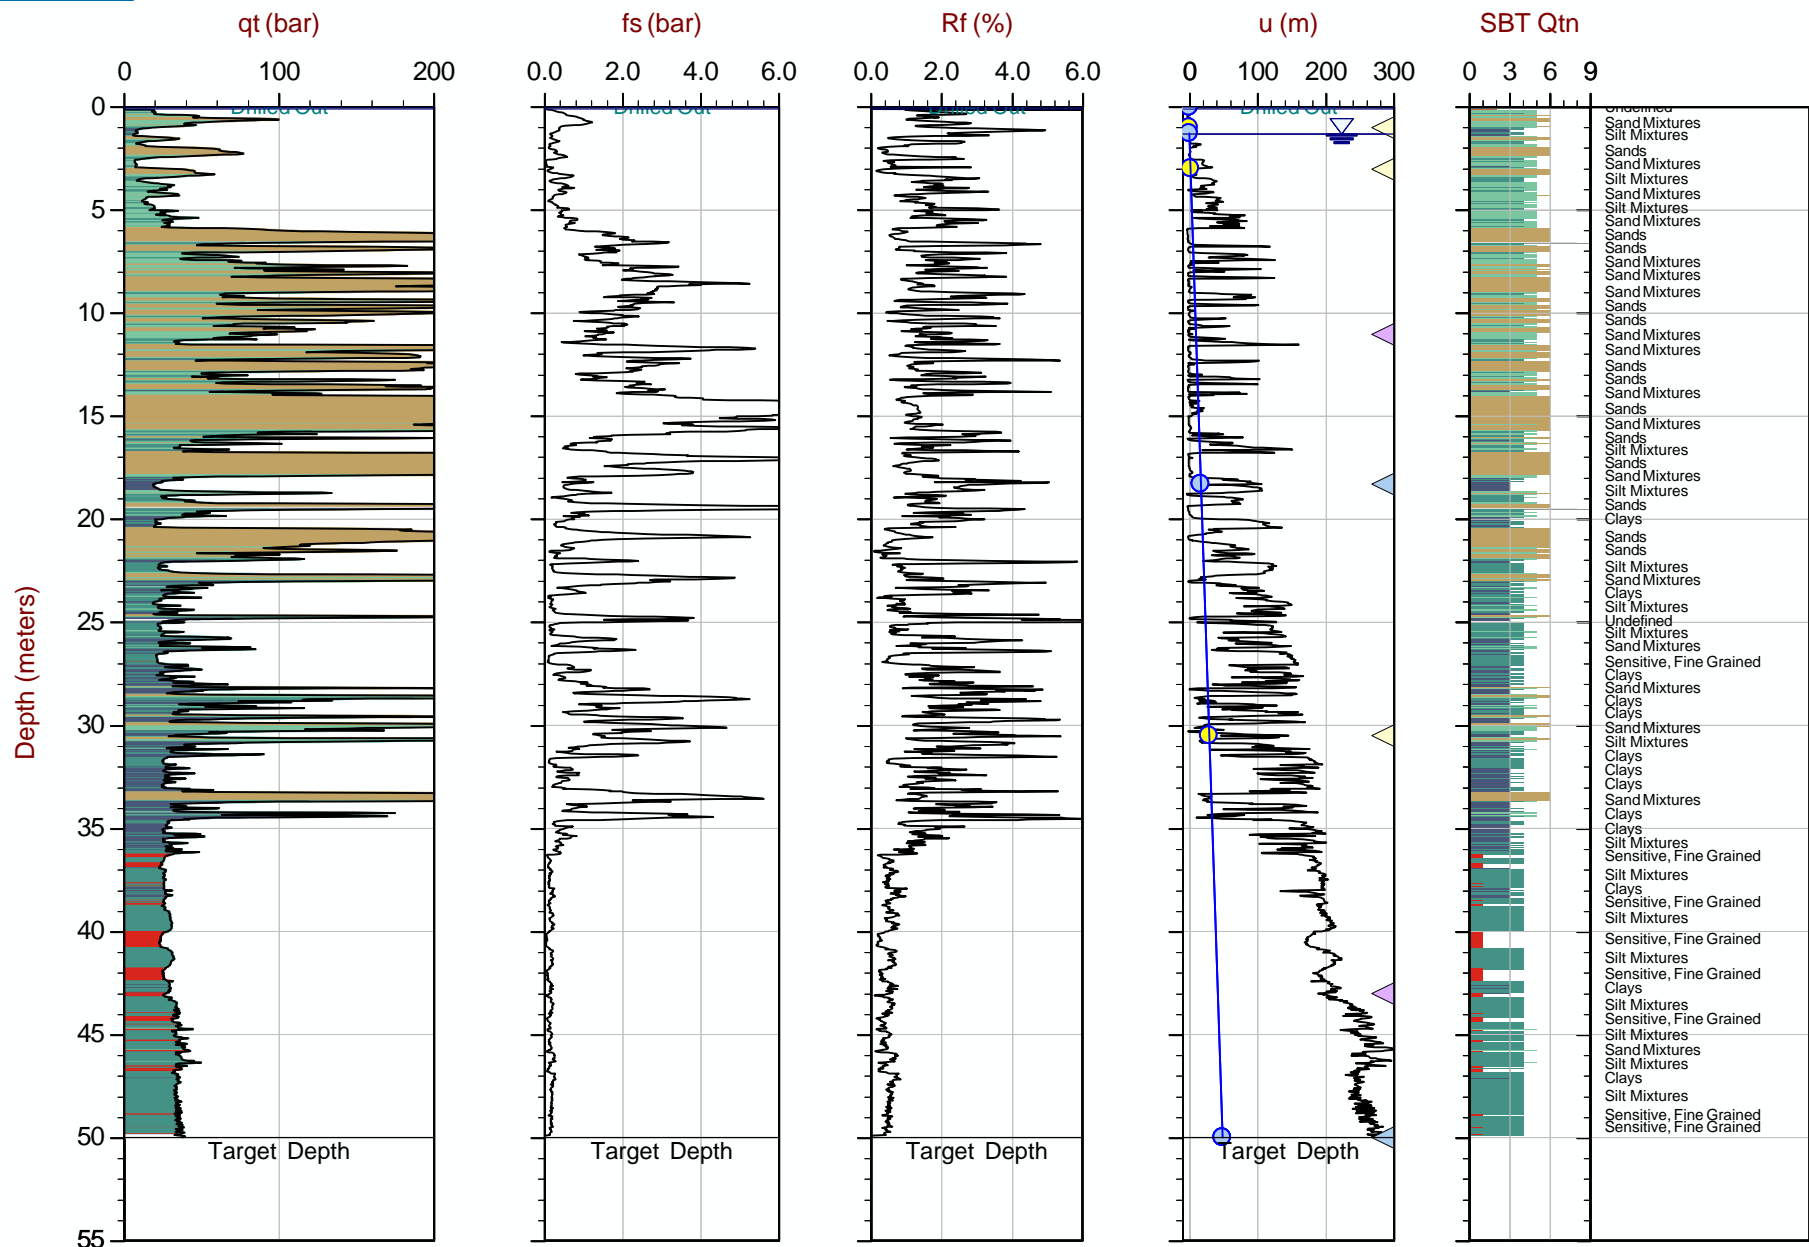 qt (bar) fs (bar) Rf (%) u (m) SBT Qtn
0 100 200 0.0 2.0 4.0 6.0 0.0 2.0 4.0 6.0 0 100 200 300 0 3 6 9
0
5
10
15
20
25
30
35
40
45
50
55
Depth (meters)
Drilled Out
Drilled Out
Undefined
Sand Mixtures
Silt Mixtures
Sands
Sand Mixtures
Silt Mixtures
Sand Mixtures
Silt Mixtures
Sand Mixtures
Sands
Sands
Sand Mixtures
Sand Mixtures
Sand Mixtures
Sands
Sands
Sand Mixtures
Sand Mixtures
Sands
Sands
Sand Mixtures
Sands
Sand Mixtures
Sands
Silt Mixtures
Sands
Sand Mixtures
Silt Mixtures
Sands
Clays
Sands
Sands
Silt Mixtures
Sand Mixtures
Clays
Silt Mixtures
Undefined
Silt Mixtures
Sand Mixtures
Sensitive, Fine Grained
Clays
Sand Mixtures
Clays
Clays
Sand Mixtures
Silt Mixtures
Clays
Clays
Clays
Sand Mixtures
Clays
Clays
Silt Mixtures
Sensitive, Fine Grained
Silt Mixtures
Clays
Sensitive, Fine Grained
Silt Mixtures
Sensitive, Fine Grained
Silt Mixtures
Sensitive, Fine Grained
Clays
Silt Mixtures
Sensitive, Fine Grained
Silt Mixtures
Sand Mixtures
Silt Mixtures
Clays
Silt Mixtures
Sensitive, Fine Grained
Sensitive, Fine Grained
Target Depth Target Depth Target Depth Target Depth